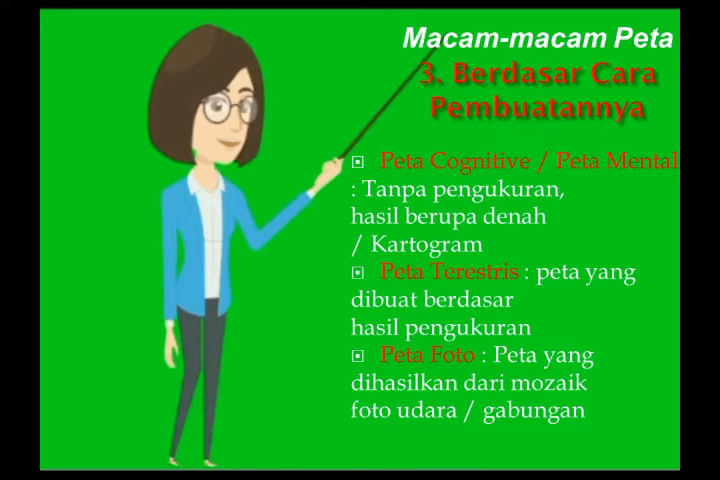 Macam-macam Peta
3. Berdasar Cara
Pembuatannya
Peta Cognitive / Peta Mental
: Tanpa pengukuran,
hasil berupa denah
/ Kartogram
Peta Terestris : peta yang
dibuat berdasar
hasil pengukuran
Peta Foto : Peta yang
dihasilkan dari mozaik
foto udara / gabungan